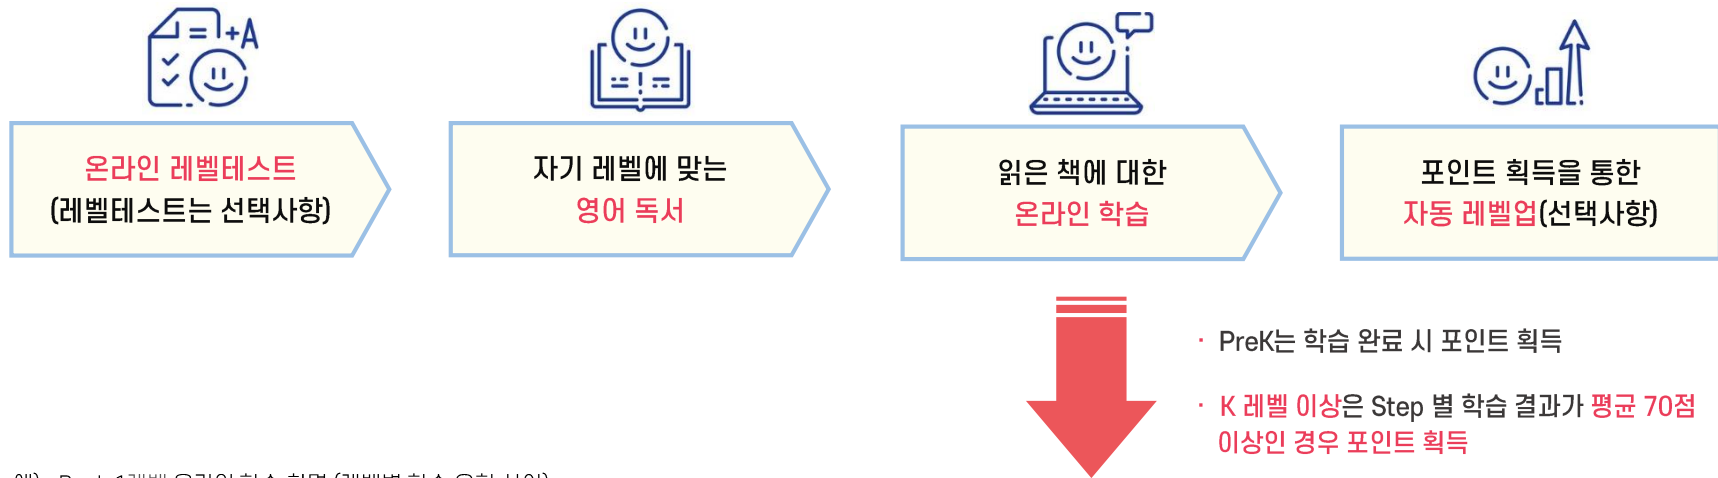 온라인 레벨테스트
(레벨테스트는 선택사항)
자기 레벨에 맞는
영어 독서
읽은 책에 대한
온라인 학습
포인트 획득을 통한
자동 레벨업(선택사항)
· PreK는 학습 완료 시 포인트 획득
· K 레벨 이상은 Step 별 학습 결과가 평균 70점
이상인 경우 포인트 획득